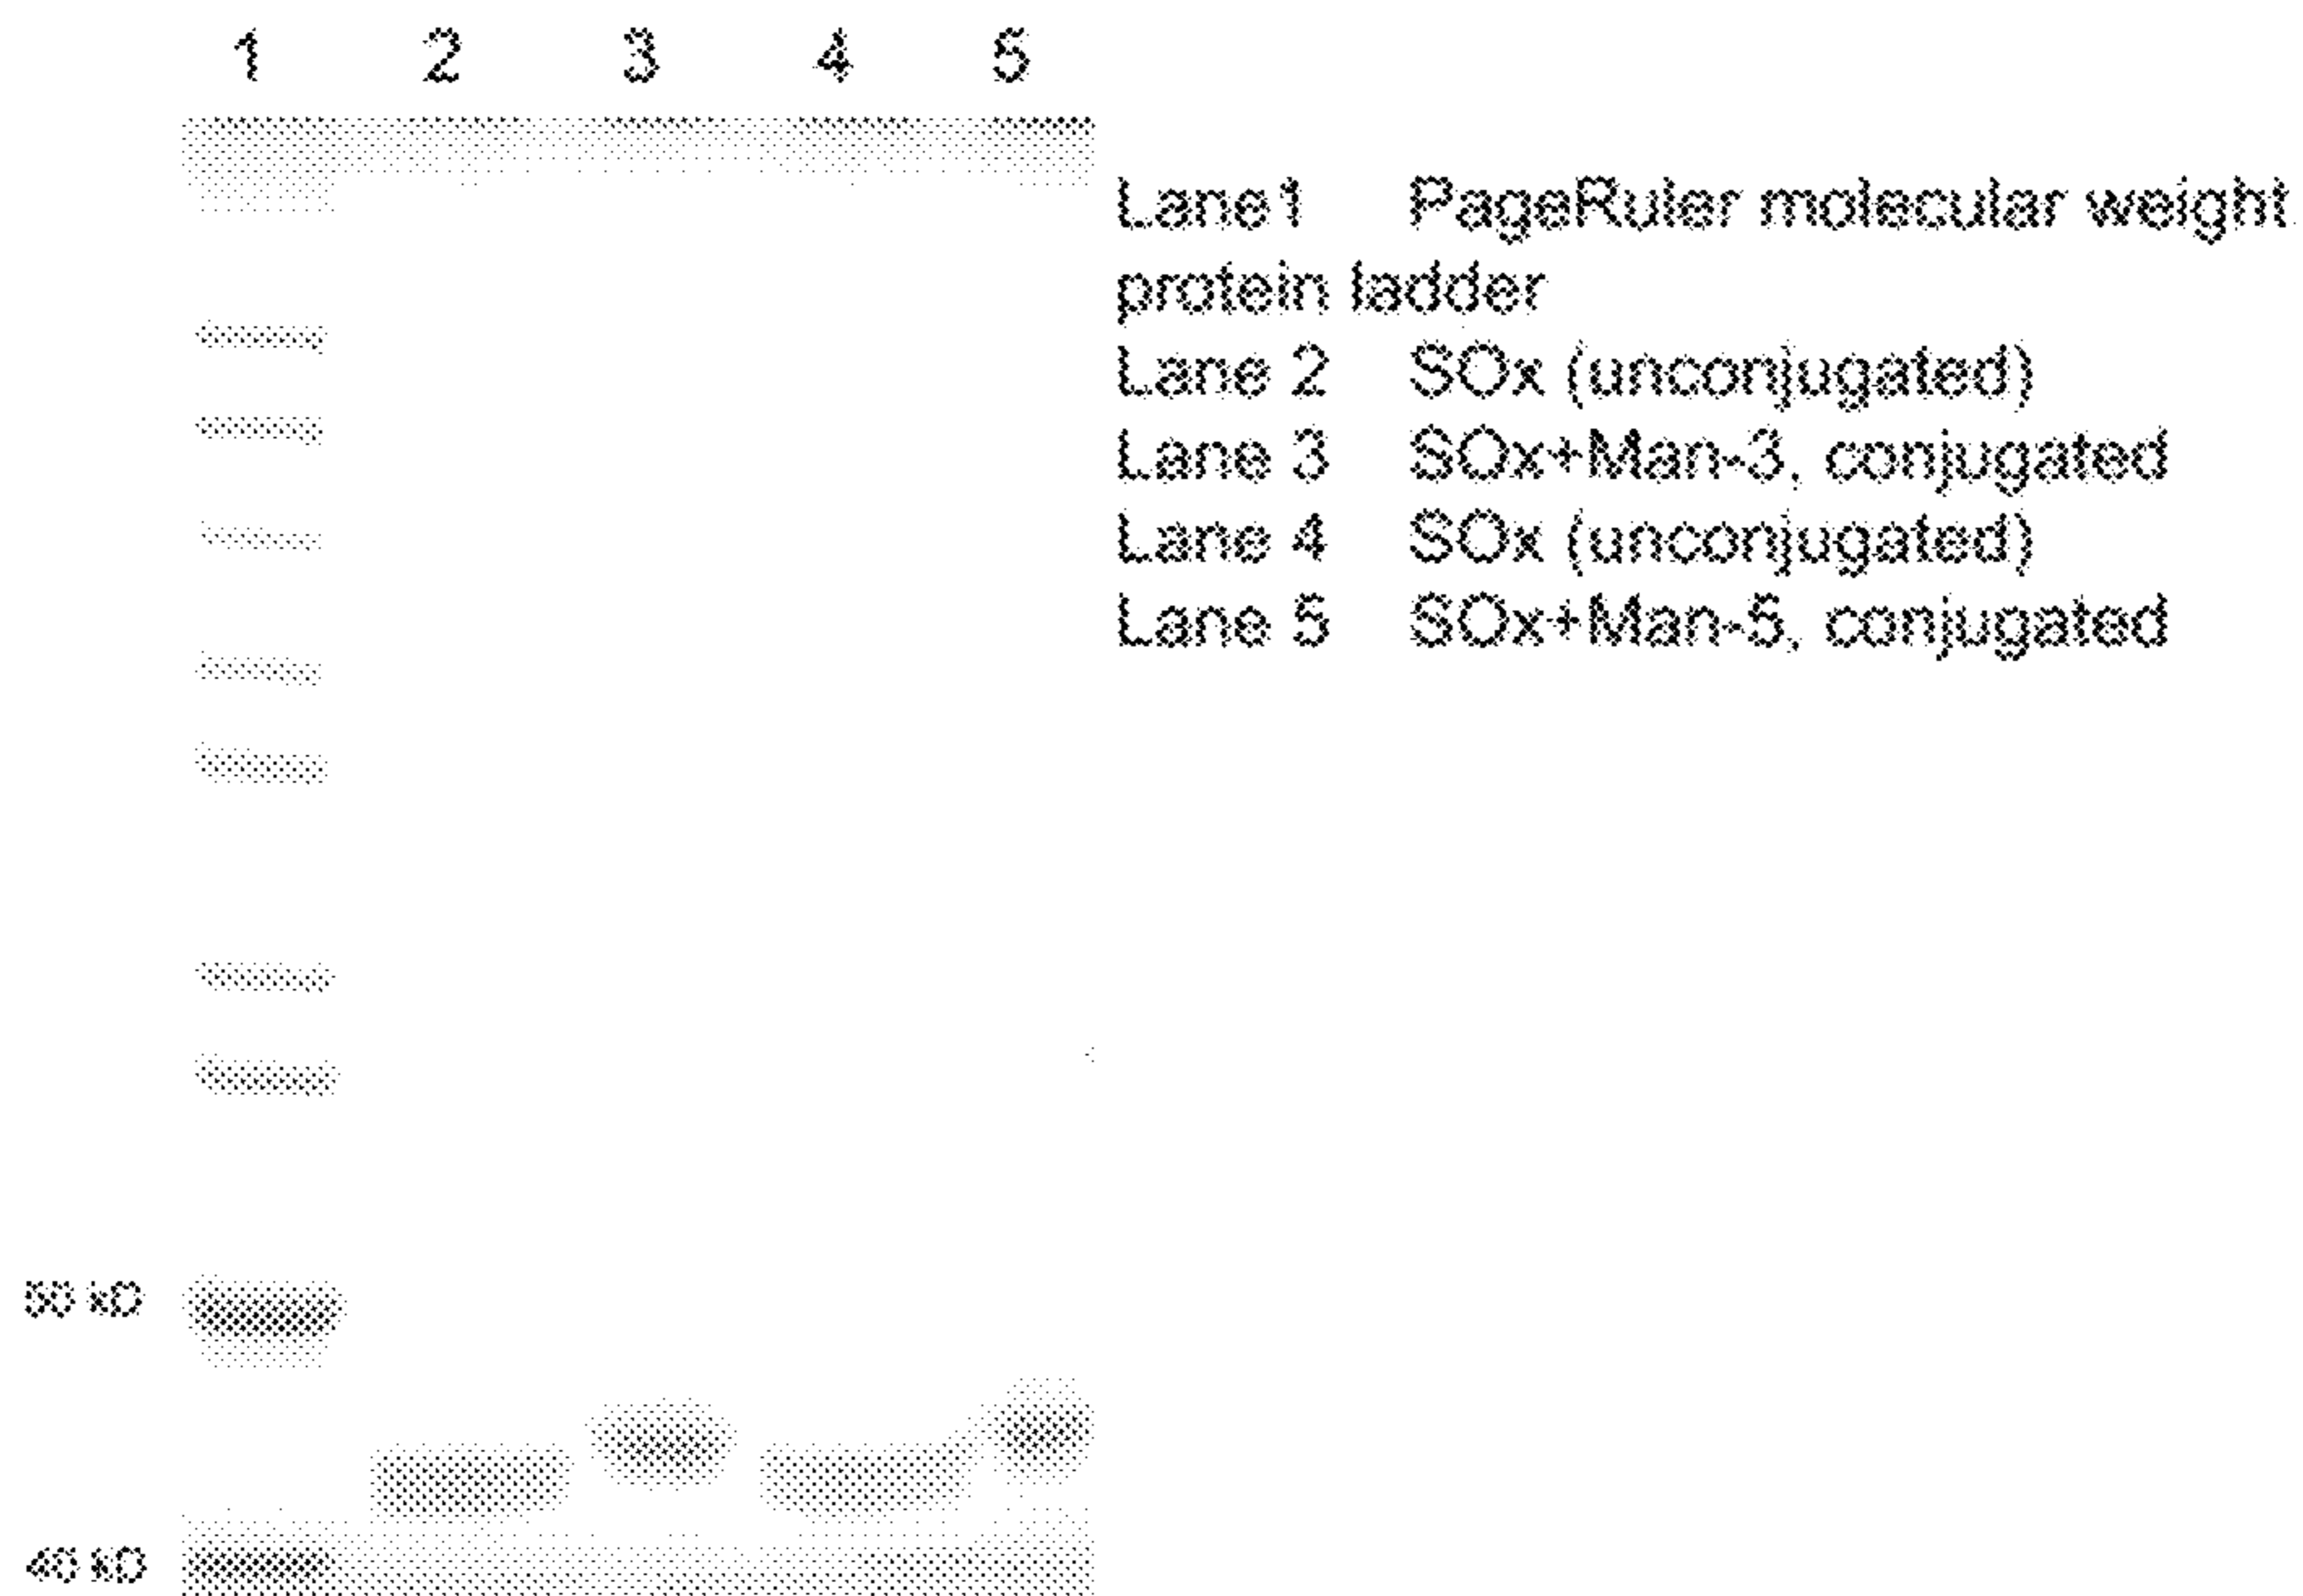 1 2 3 4 5
Lane1 PageRuler molecular weight
protein ladder
Lane 2 SOx (unconjugated)
Lane 3 SOx+Man-3, conjugated
Lane 4 SOx (unconjugated)
Lane 5 SOx+Man-5, conjugated
50 kD
40 kD